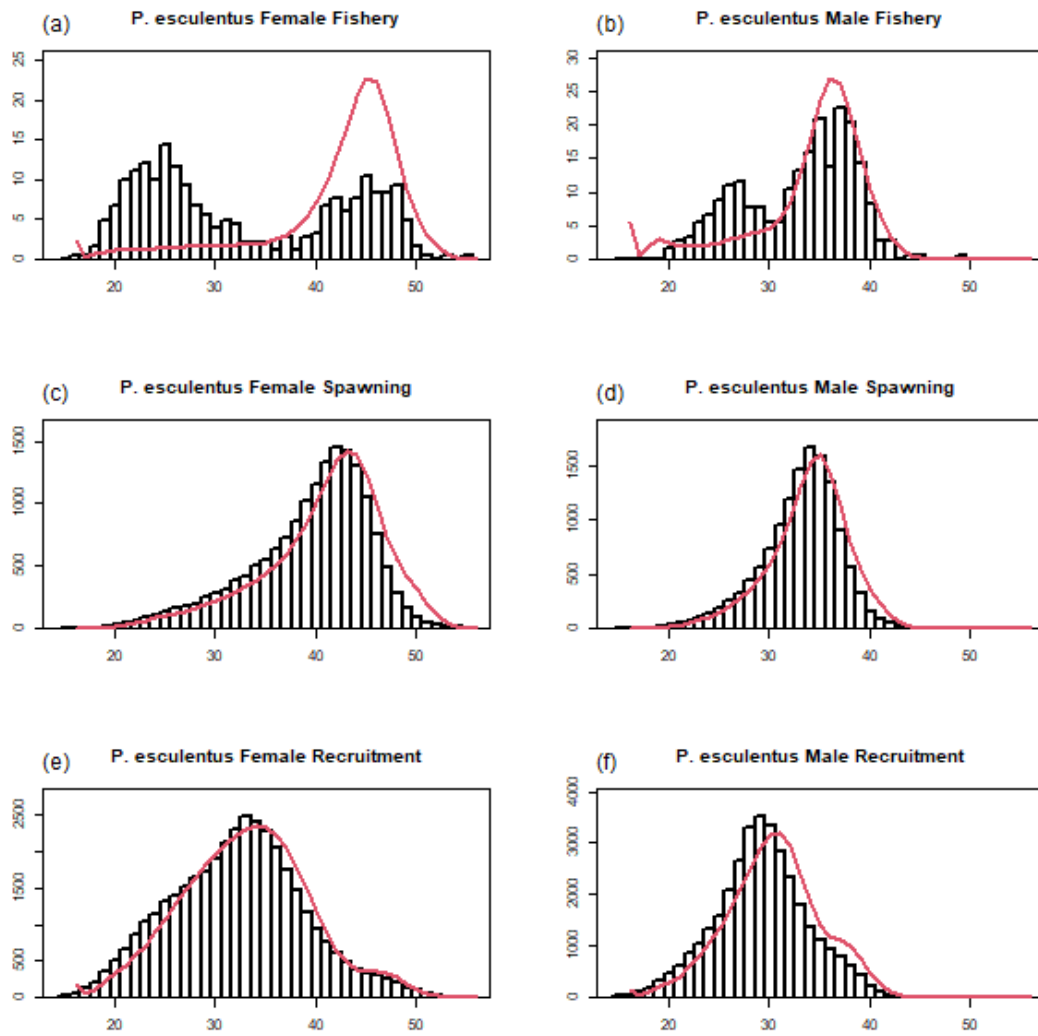 (a) P. esculentus Female Fishery
0 5 10 15 20 25
20 30 40 50
(b) P. esculentus Male Fishery
0 5 10 15 20 25 30
20 30 40 50
(c) P. esculentus Female Spawning
0 500 1000 1500
20 30 40 50
(d) P. esculentus Male Spawning
0 500 1000 1500
20 30 40 50
(e) P. esculentus Female Recruitment
0 500 1500 2500
20 30 40 50
(f) P. esculentus Male Recruitment
0 1000 2000 3000 4000
20 30 40 50